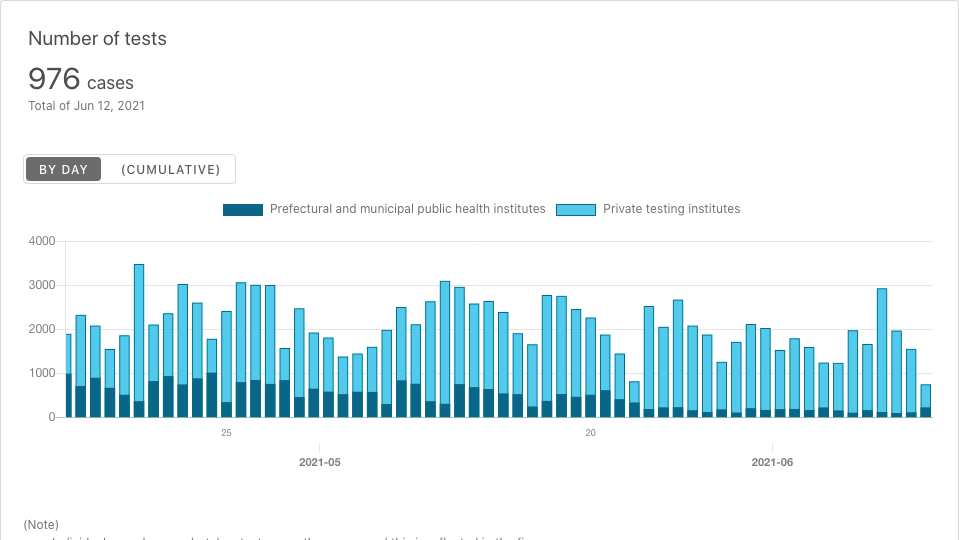 Number of tests
976 cases
Total of Jun 12, 2021
BY DAY (CUMULATIVE)
Prefectural and municipal public health institutes Private testing institutes
4000
3000
2000
1000
0
25 20
2021-05 2021-06
(Note)